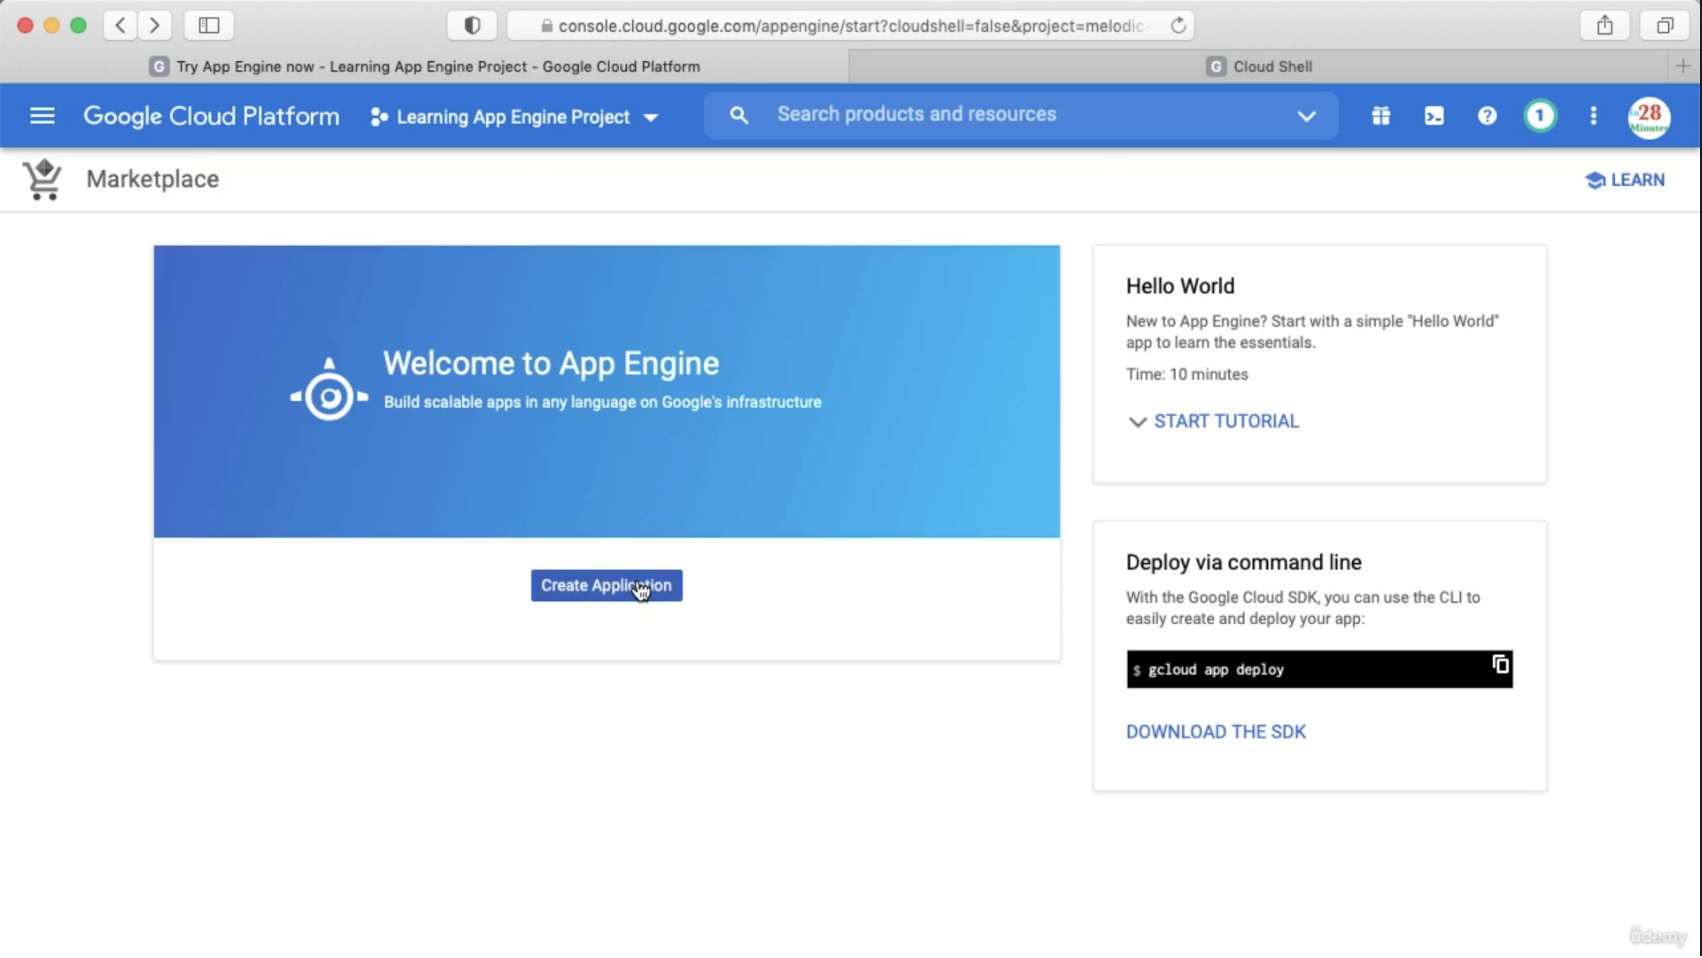 console.cloud.google.com/appengine/start?cloudshell=false&project=melodic-
Try App Engine now - Learning App Engine Project - Google Cloud Platform
Cloud Shell
Google Cloud Platform
Learning App Engine Project
Search products and resources
1
in28
Minutes
Marketplace
LEARN
Welcome to App Engine
Build scalable apps in any language on Google's infrastructure
Create Application
Hello World
New to App Engine? Start with a simple "Hello World"
app to learn the essentials.
Time: 10 minutes
START TUTORIAL
Deploy via command line
With the Google Cloud SDK, you can use the CLI to
easily create and deploy your app:
$ gcloud app deploy
DOWNLOAD THE SDK
ûdemy